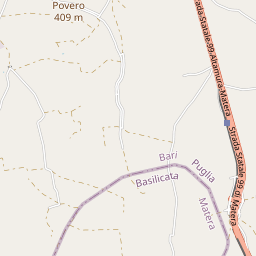 Povero
409 m
Strada Statale 99 Altamura-Matera
Strada Statale 99 di Matera
Bari
Puglia
Basilicata
Matera